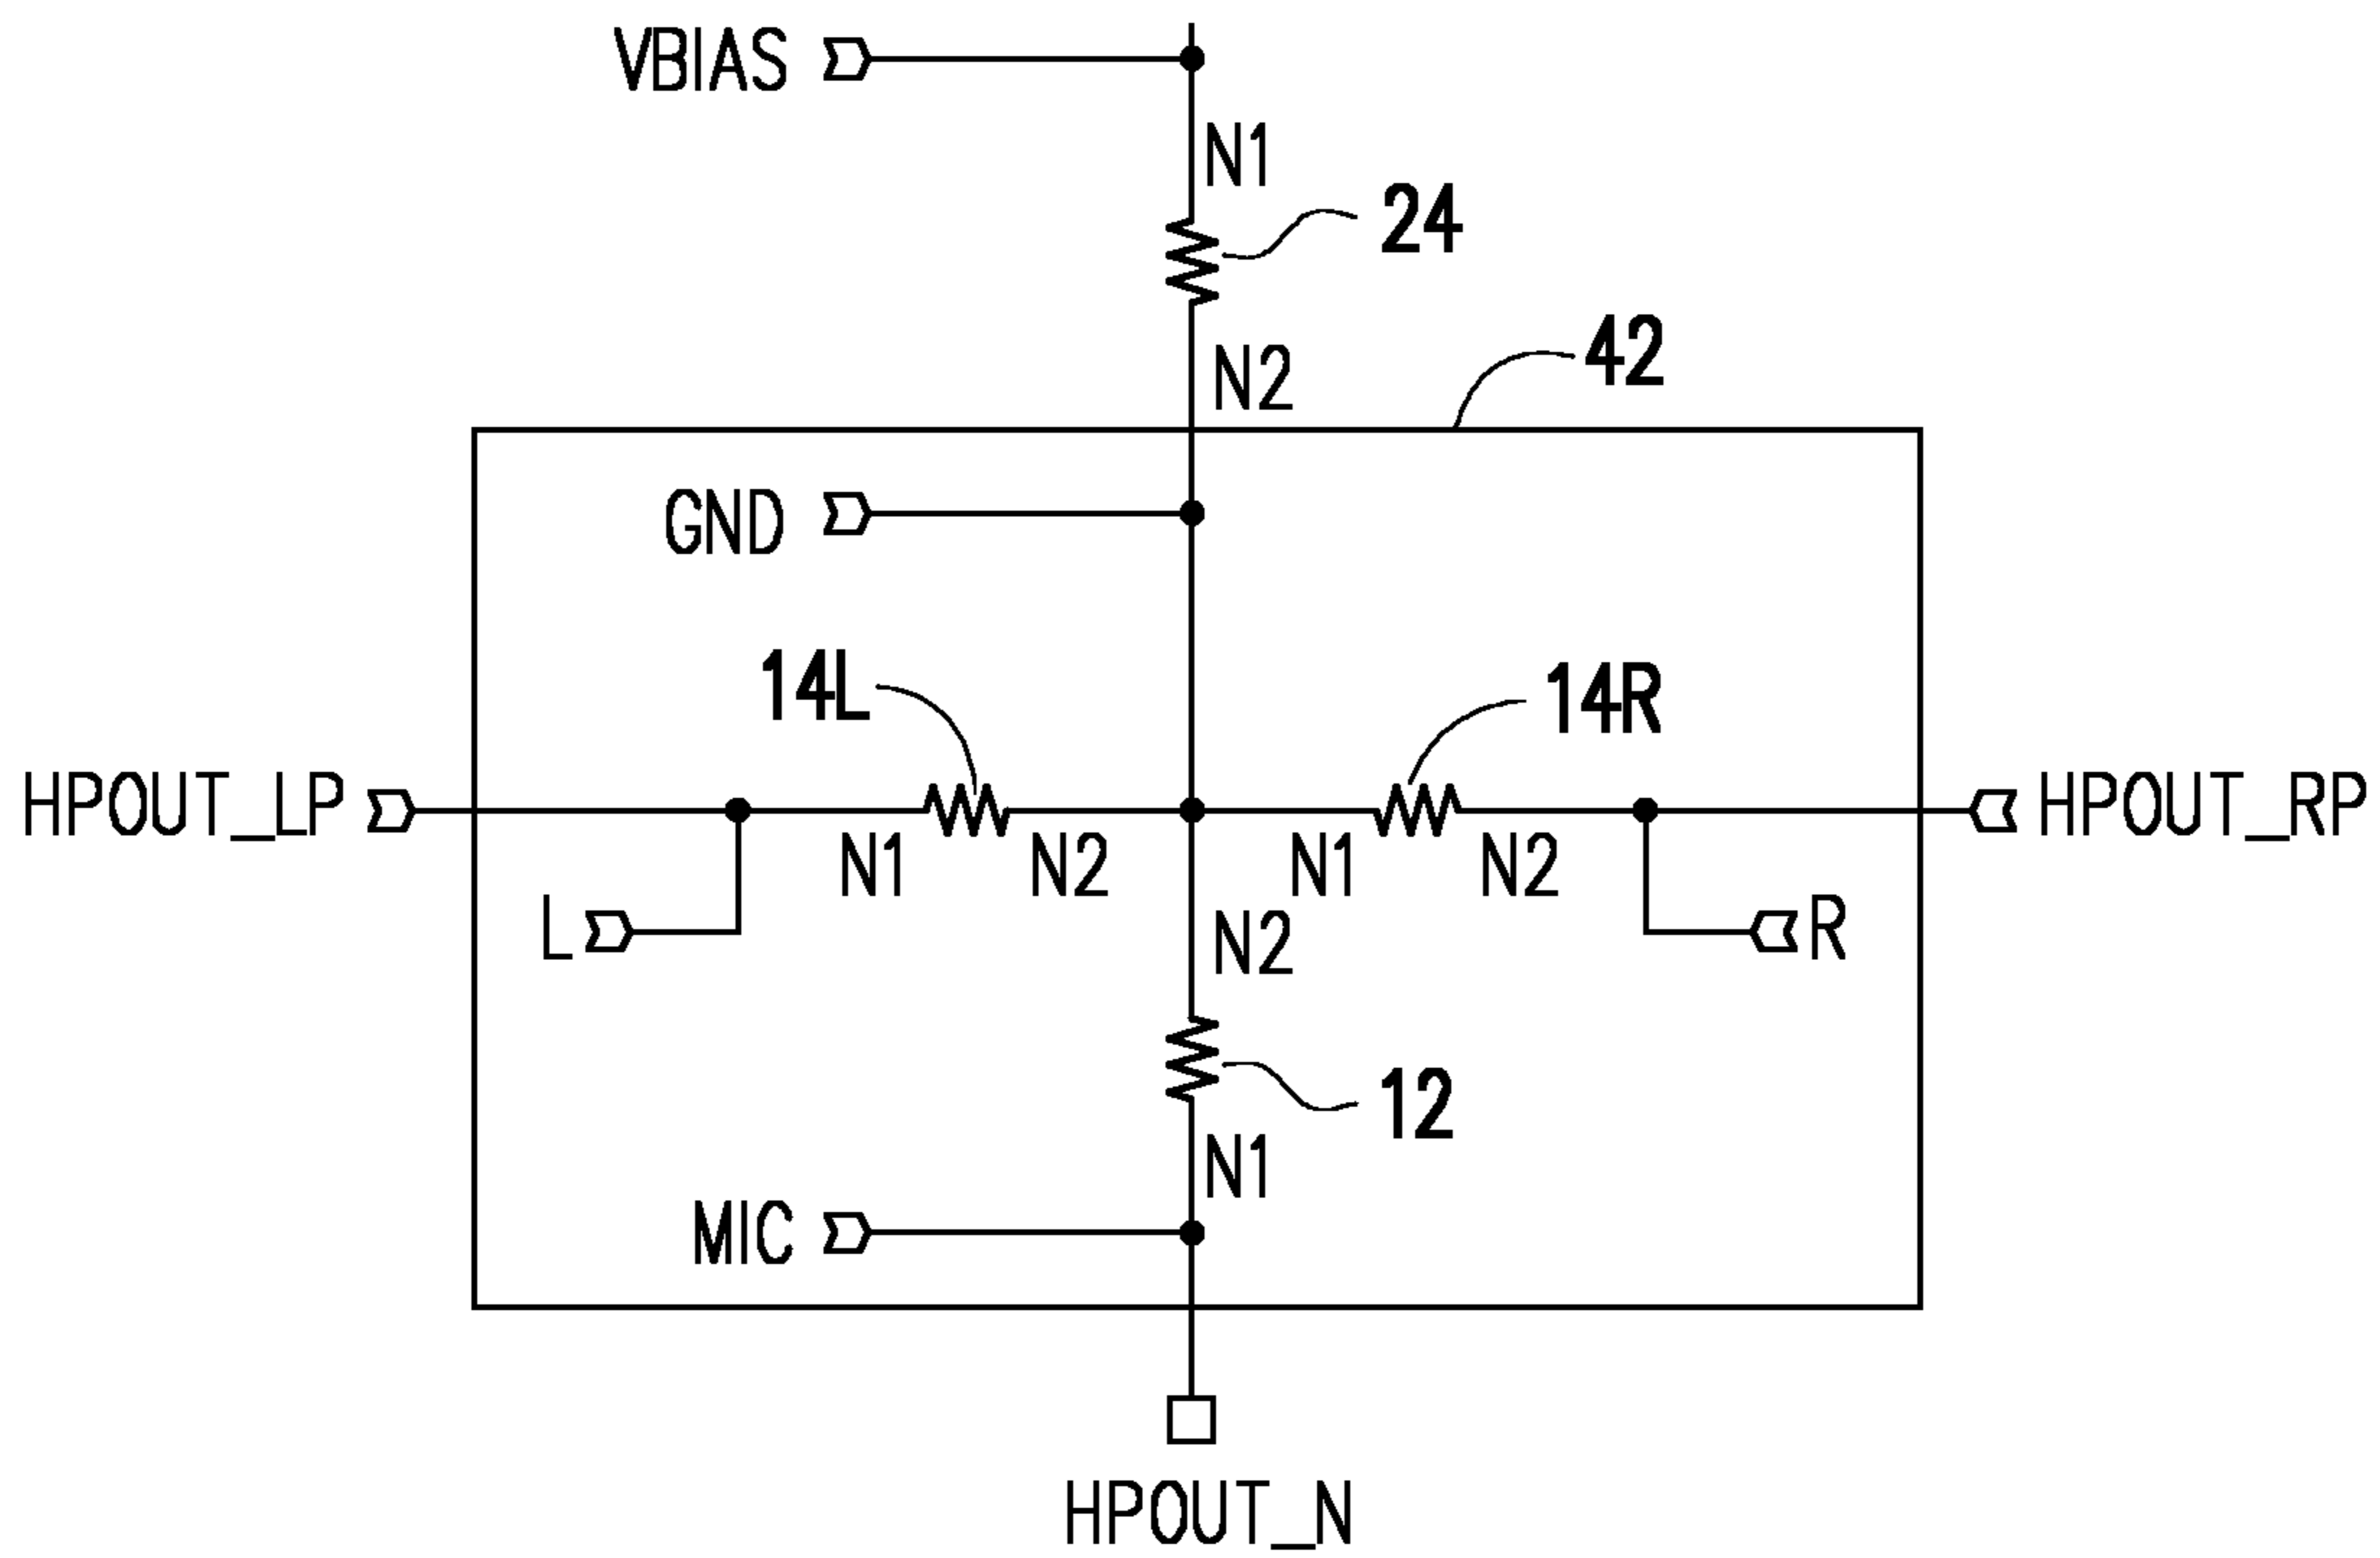 VBIAS
N1
24
N2
42
GND
14L
14R
HPOUT_LP
HPOUT_RP
N1
N2
N1
N2
L
N2
R
12
N1
MIC
HPOUT_N